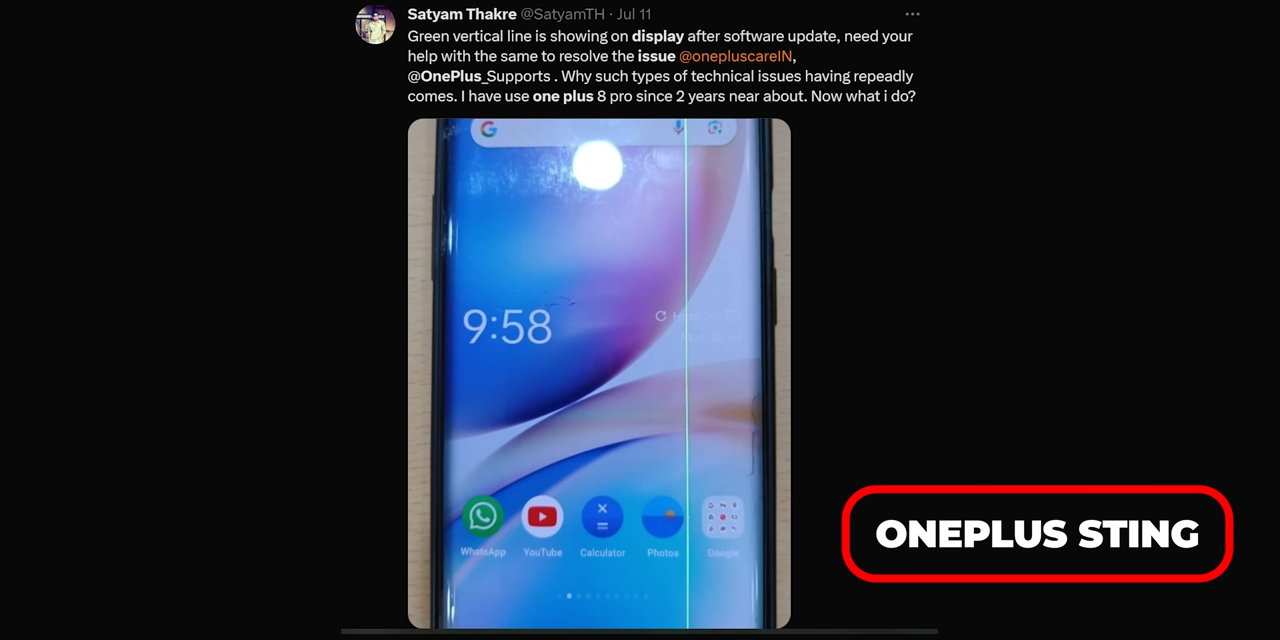 Satyam Thakre @SatyamTH · Jul 11
Green vertical line is showing on display after software update, need your
help with the same to resolve the issue @onepluscareIN,
@OnePlus_Supports . Why such types of technical issues having repeadly
comes. I have use one plus 8 pro since 2 years near about. Now what i do?
G
9:58
WhatsApp YouTube Calculator Photos Google
ONEPLUS STING